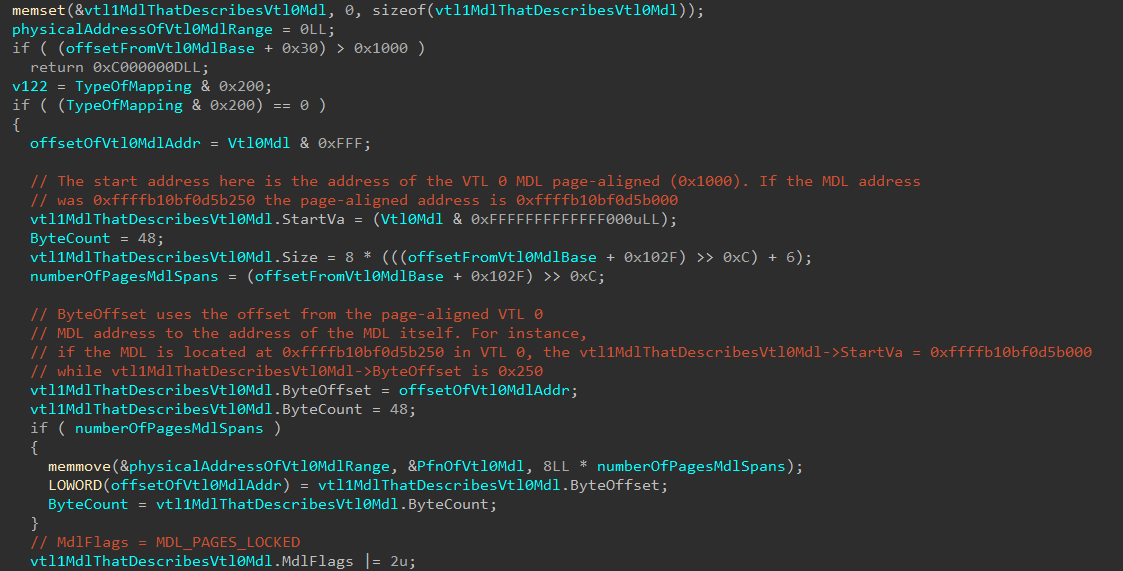 memset(&vtl1MdlThatDescribesVtl0Mdl, 0, sizeof(vtl1MdlThatDescribesVtl0Mdl));
physicalAddressOfVtl0MdlRange = 0LL;
if ( (offsetFromVtl0MdlBase + 0x30) > 0x1000 )
  return 0xC000000DLL;
v122 = TypeOfMapping & 0x200;
if ( (TypeOfMapping & 0x200) == 0 )
{
  offsetOfVtl0MdlAddr = Vtl0Mdl & 0xFFF;

  // The start address here is the address of the VTL 0 MDL page-aligned (0x1000). If the MDL address
  // was 0xffffb10bf0d5b250 the page-aligned address is 0xffffb10bf0d5b000
  vtl1MdlThatDescribesVtl0Mdl.StartVa = (Vtl0Mdl & 0xFFFFFFFFFFFFF000uLL);
  ByteCount = 48;
  vtl1MdlThatDescribesVtl0Mdl.Size = 8 * (((offsetFromVtl0MdlBase + 0x102F) >> 0xC) + 6);
  numberOfPagesMdlSpans = (offsetFromVtl0MdlBase + 0x102F) >> 0xC;

  // ByteOffset uses the offset from the page-aligned VTL 0
  // MDL address to the address of the MDL itself. For instance,
  // if the MDL is located at 0xffffb10bf0d5b250 in VTL 0, the vtl1MdlThatDescribesVtl0Mdl->StartVa = 0xffffb10bf0d5b000
  // while vtl1MdlThatDescribesVtl0Mdl->ByteOffset is 0x250
  vtl1MdlThatDescribesVtl0Mdl.ByteOffset = offsetOfVtl0MdlAddr;
  vtl1MdlThatDescribesVtl0Mdl.ByteCount = 48;
  if ( numberOfPagesMdlSpans )
  {
    memmove(&physicalAddressOfVtl0MdlRange, &PfnOfVtl0Mdl, 8LL * numberOfPagesMdlSpans);
    LOWORD(offsetOfVtl0MdlAddr) = vtl1MdlThatDescribesVtl0Mdl.ByteOffset;
    ByteCount = vtl1MdlThatDescribesVtl0Mdl.ByteCount;
  }
  // MdlFlags = MDL_PAGES_LOCKED
  vtl1MdlThatDescribesVtl0Mdl.MdlFlags |= 2u;